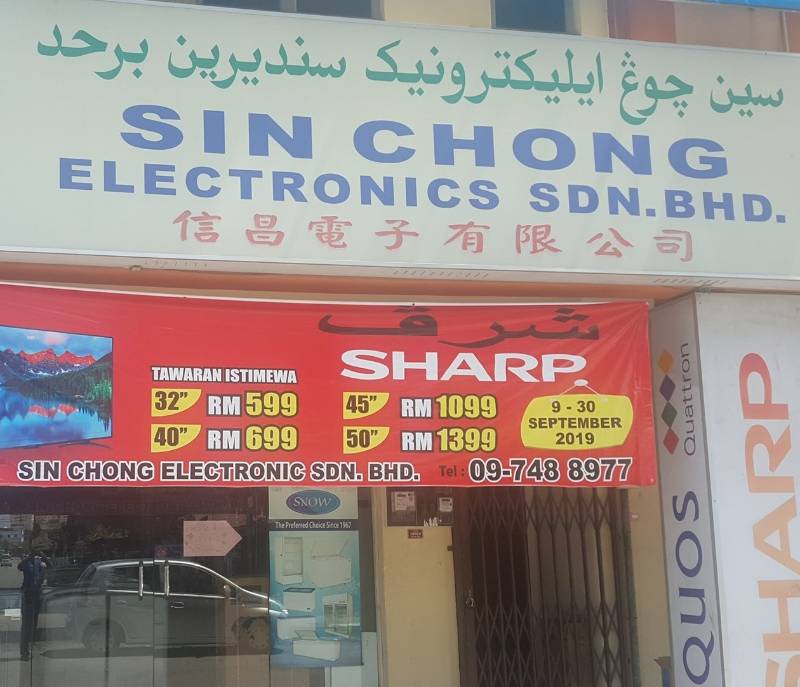 سين چوڠ ايليكترونيک سنديرين برحد
SIN CHONG
ELECTRONICS SDN. BHD.
信昌電子有限公司
شرڤ
SHARP
TAWARAN ISTIMEWA
32” RM 599
45” RM 1099
40” RM 699
50” RM 1399
9 - 30
SEPTEMBER
2019
SIN CHONG ELECTRONIC SDN. BHD. Tel : 09-748 8977
SNOW
The Preferred Choice Since 1967
Quattron
QUOS
SHARP